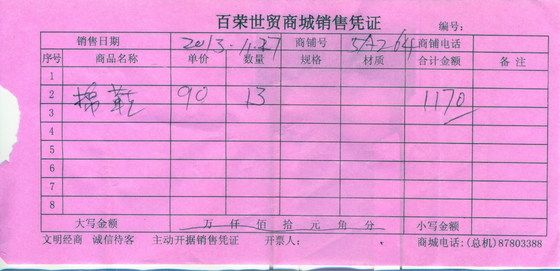 百荣世贸商城销售凭证 编号:
销售日期 2013.11.27 商铺号 5A264 商铺电话
序号 商品名称 单价 数量 规格 材质 合计金额 备注
1
2 棉鞋 90 13 1170
3
4
5
6
7
8
大写金额 万 仟 佰 拾 元 角 分 小写金额
文明经商 诚信待客 主动开据销售凭证 开票人: 商城电话:(总机)87803388